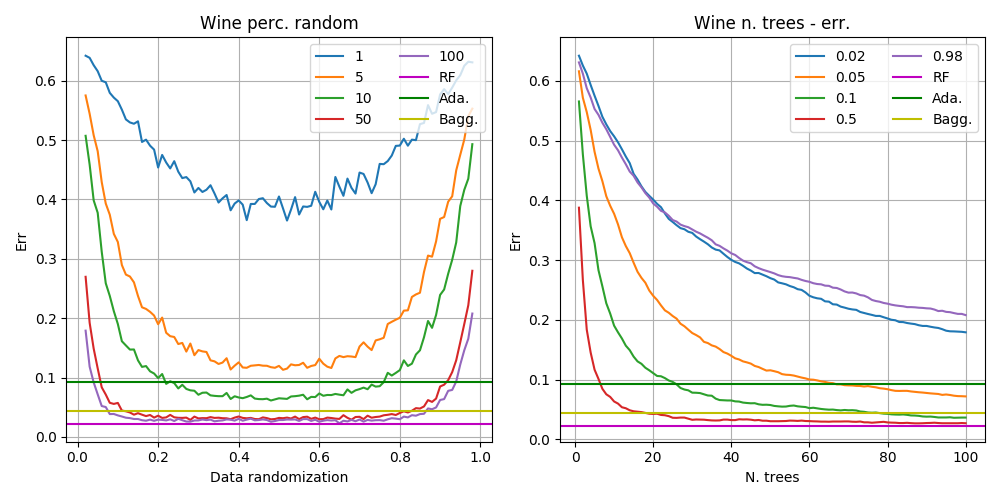 Wine perc. random
Err
0.0
0.1
0.2
0.3
0.4
0.5
0.6
0.0 0.2 0.4 0.6 0.8 1.0
Data randomization
1 100
5 RF
10 Ada.
50 Bagg.
Wine n. trees - err.
Err
0.0
0.1
0.2
0.3
0.4
0.5
0.6
0 20 40 60 80 100
N. trees
0.02 0.98
0.05 RF
0.1 Ada.
0.5 Bagg.